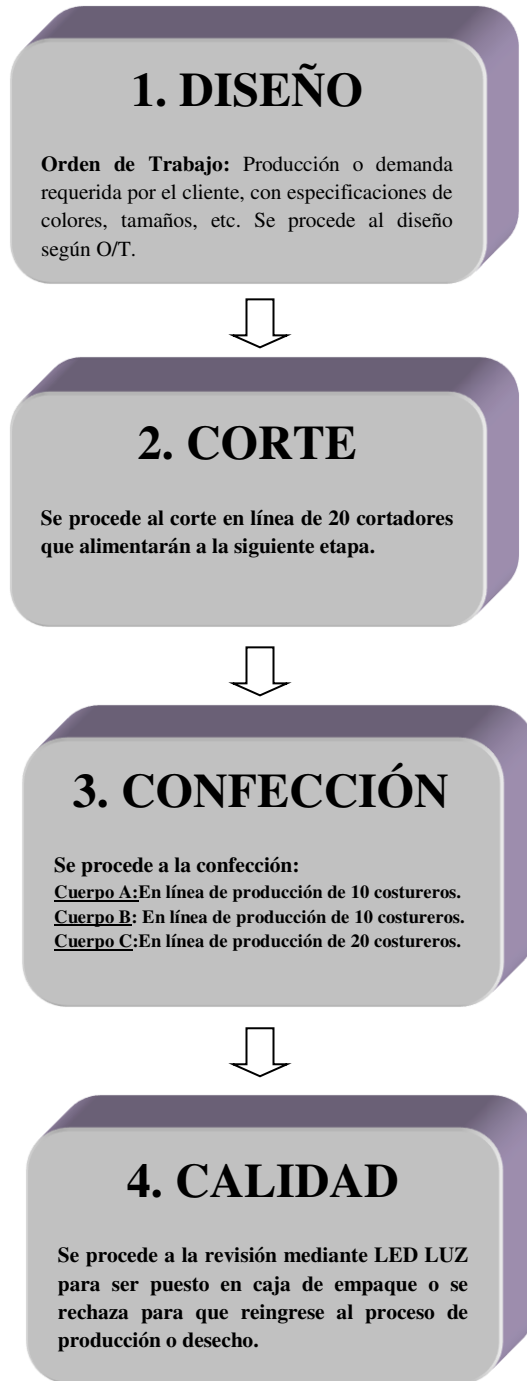 1. DISEÑO
Orden de Trabajo: Producción o demanda
requerida por el cliente, con especificaciones de
colores, tamaños, etc. Se procede al diseño
según O/T.
2. CORTE
Se procede al corte en línea de 20 cortadores
que alimentarán a la siguiente etapa.
3. CONFECCIÓN
Se procede a la confección:
Cuerpo A:En línea de producción de 10 costureros.
Cuerpo B: En línea de producción de 10 costureros.
Cuerpo C:En línea de producción de 20 costureros.
4. CALIDAD
Se procede a la revisión mediante LED LUZ
para ser puesto en caja de empaque o se
rechaza para que reingrese al proceso de
producción o desecho.